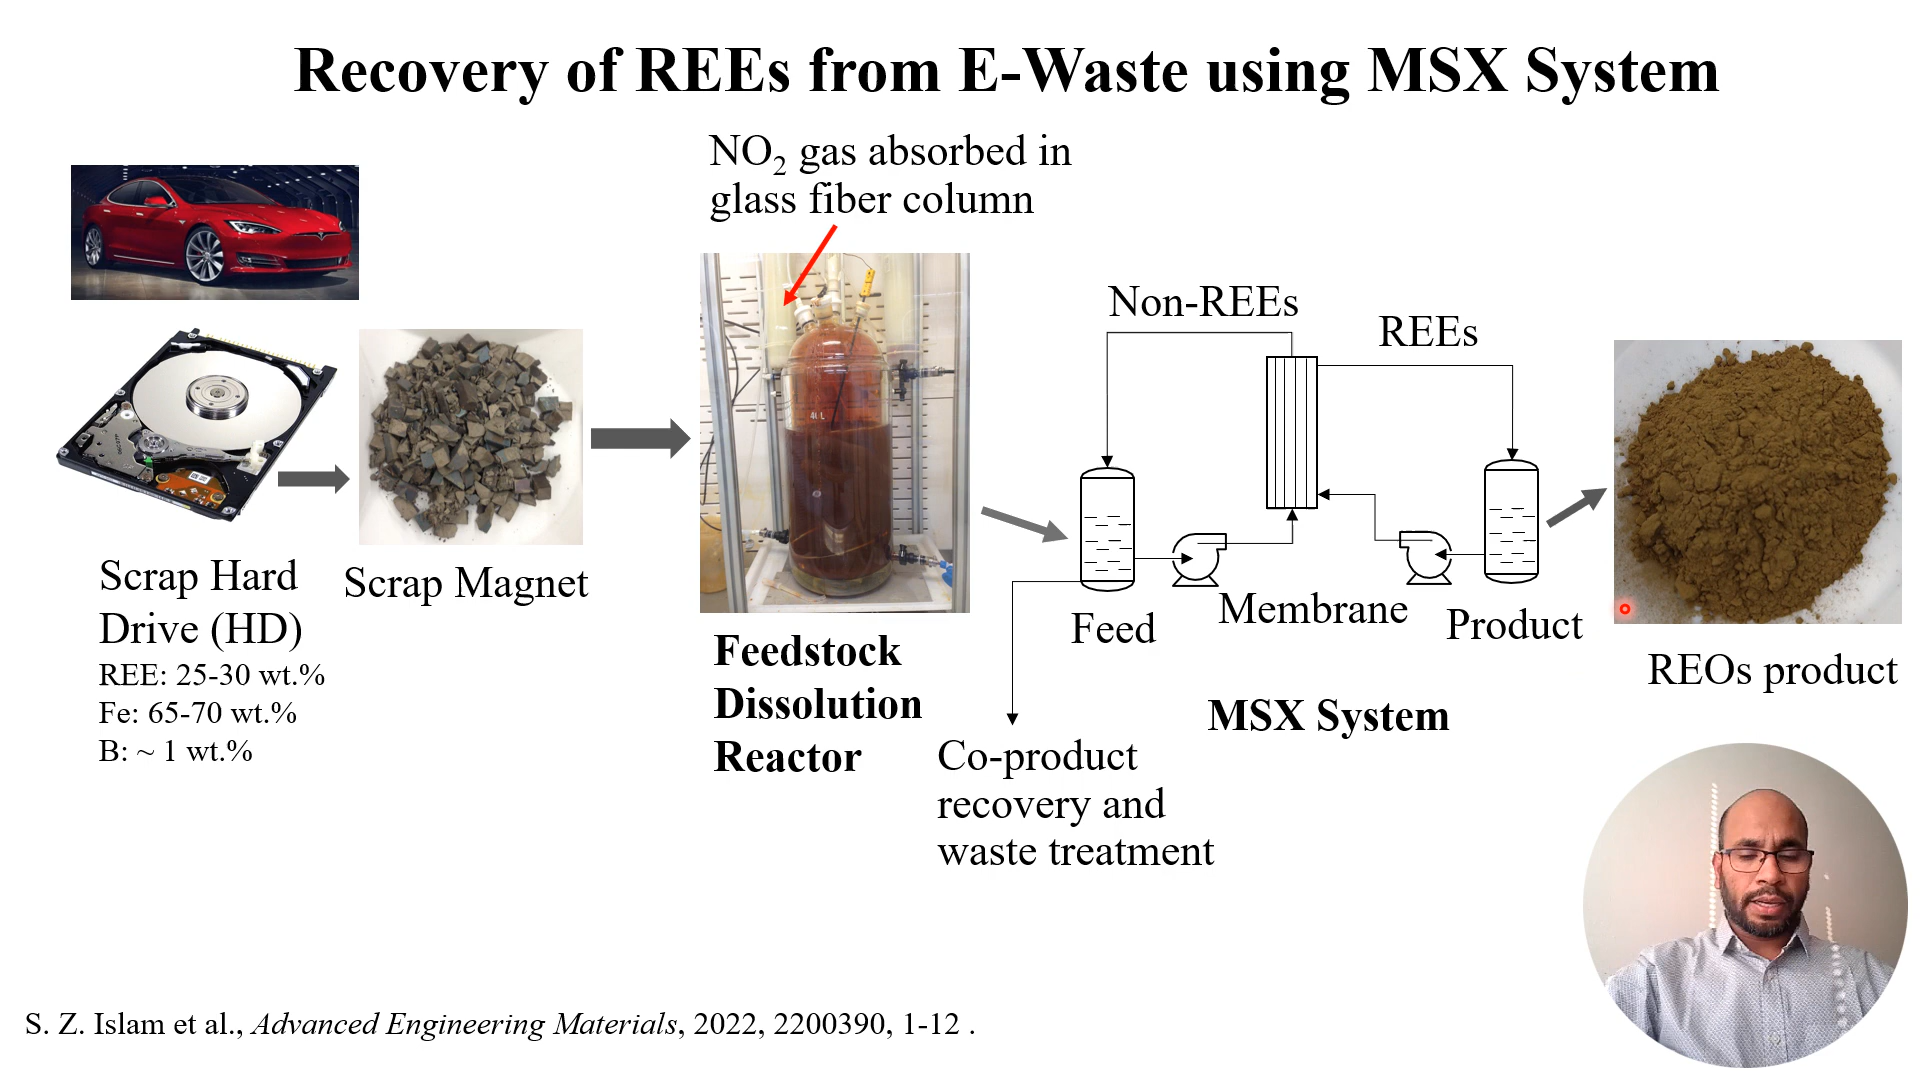 Recovery of REEs from E-Waste using MSX System
NO₂ gas absorbed in
glass fiber column
Non-REEs
REEs
Scrap Hard
Drive (HD)
REE: 25-30 wt.%
Fe: 65-70 wt.%
B: ~ 1 wt.%
Scrap Magnet
40 L
Feedstock
Dissolution
Reactor
Feed
Membrane
Product
MSX System
Co-product
recovery and
waste treatment
REOs product
S. Z. Islam et al., Advanced Engineering Materials, 2022, 2200390, 1-12 .